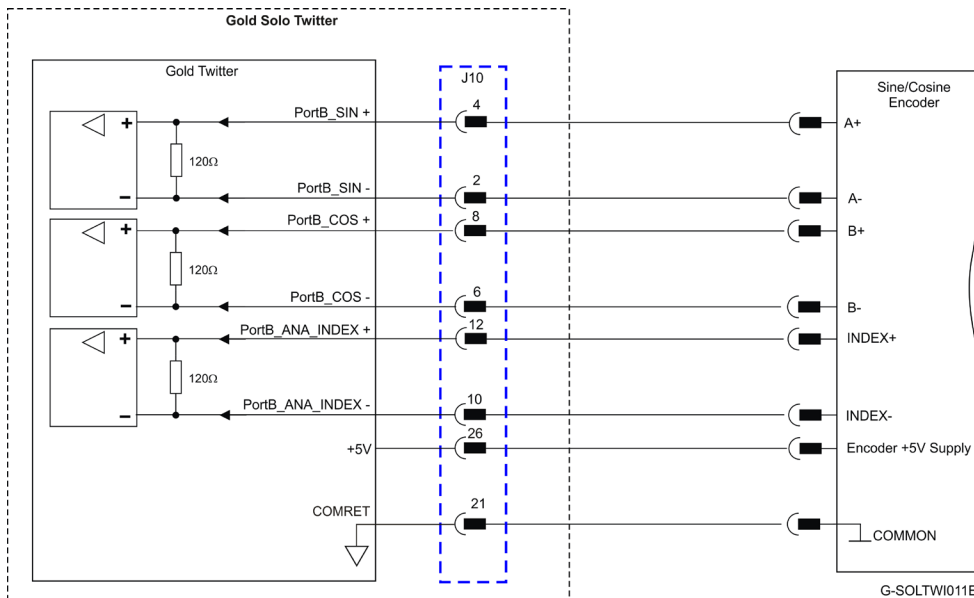 Gold Solo Twitter
Gold Twitter
J10
Sine/Cosine
Encoder
PortB_SIN +
4
A+
+
120Ω
PortB_SIN -
2
A-
−
PortB_COS +
8
B+
+
120Ω
PortB_COS -
6
B-
−
PortB_ANA_INDEX +
12
INDEX+
+
120Ω
PortB_ANA_INDEX -
10
INDEX-
−
+5V
26
Encoder +5V Supply
COMRET
21
COMMON